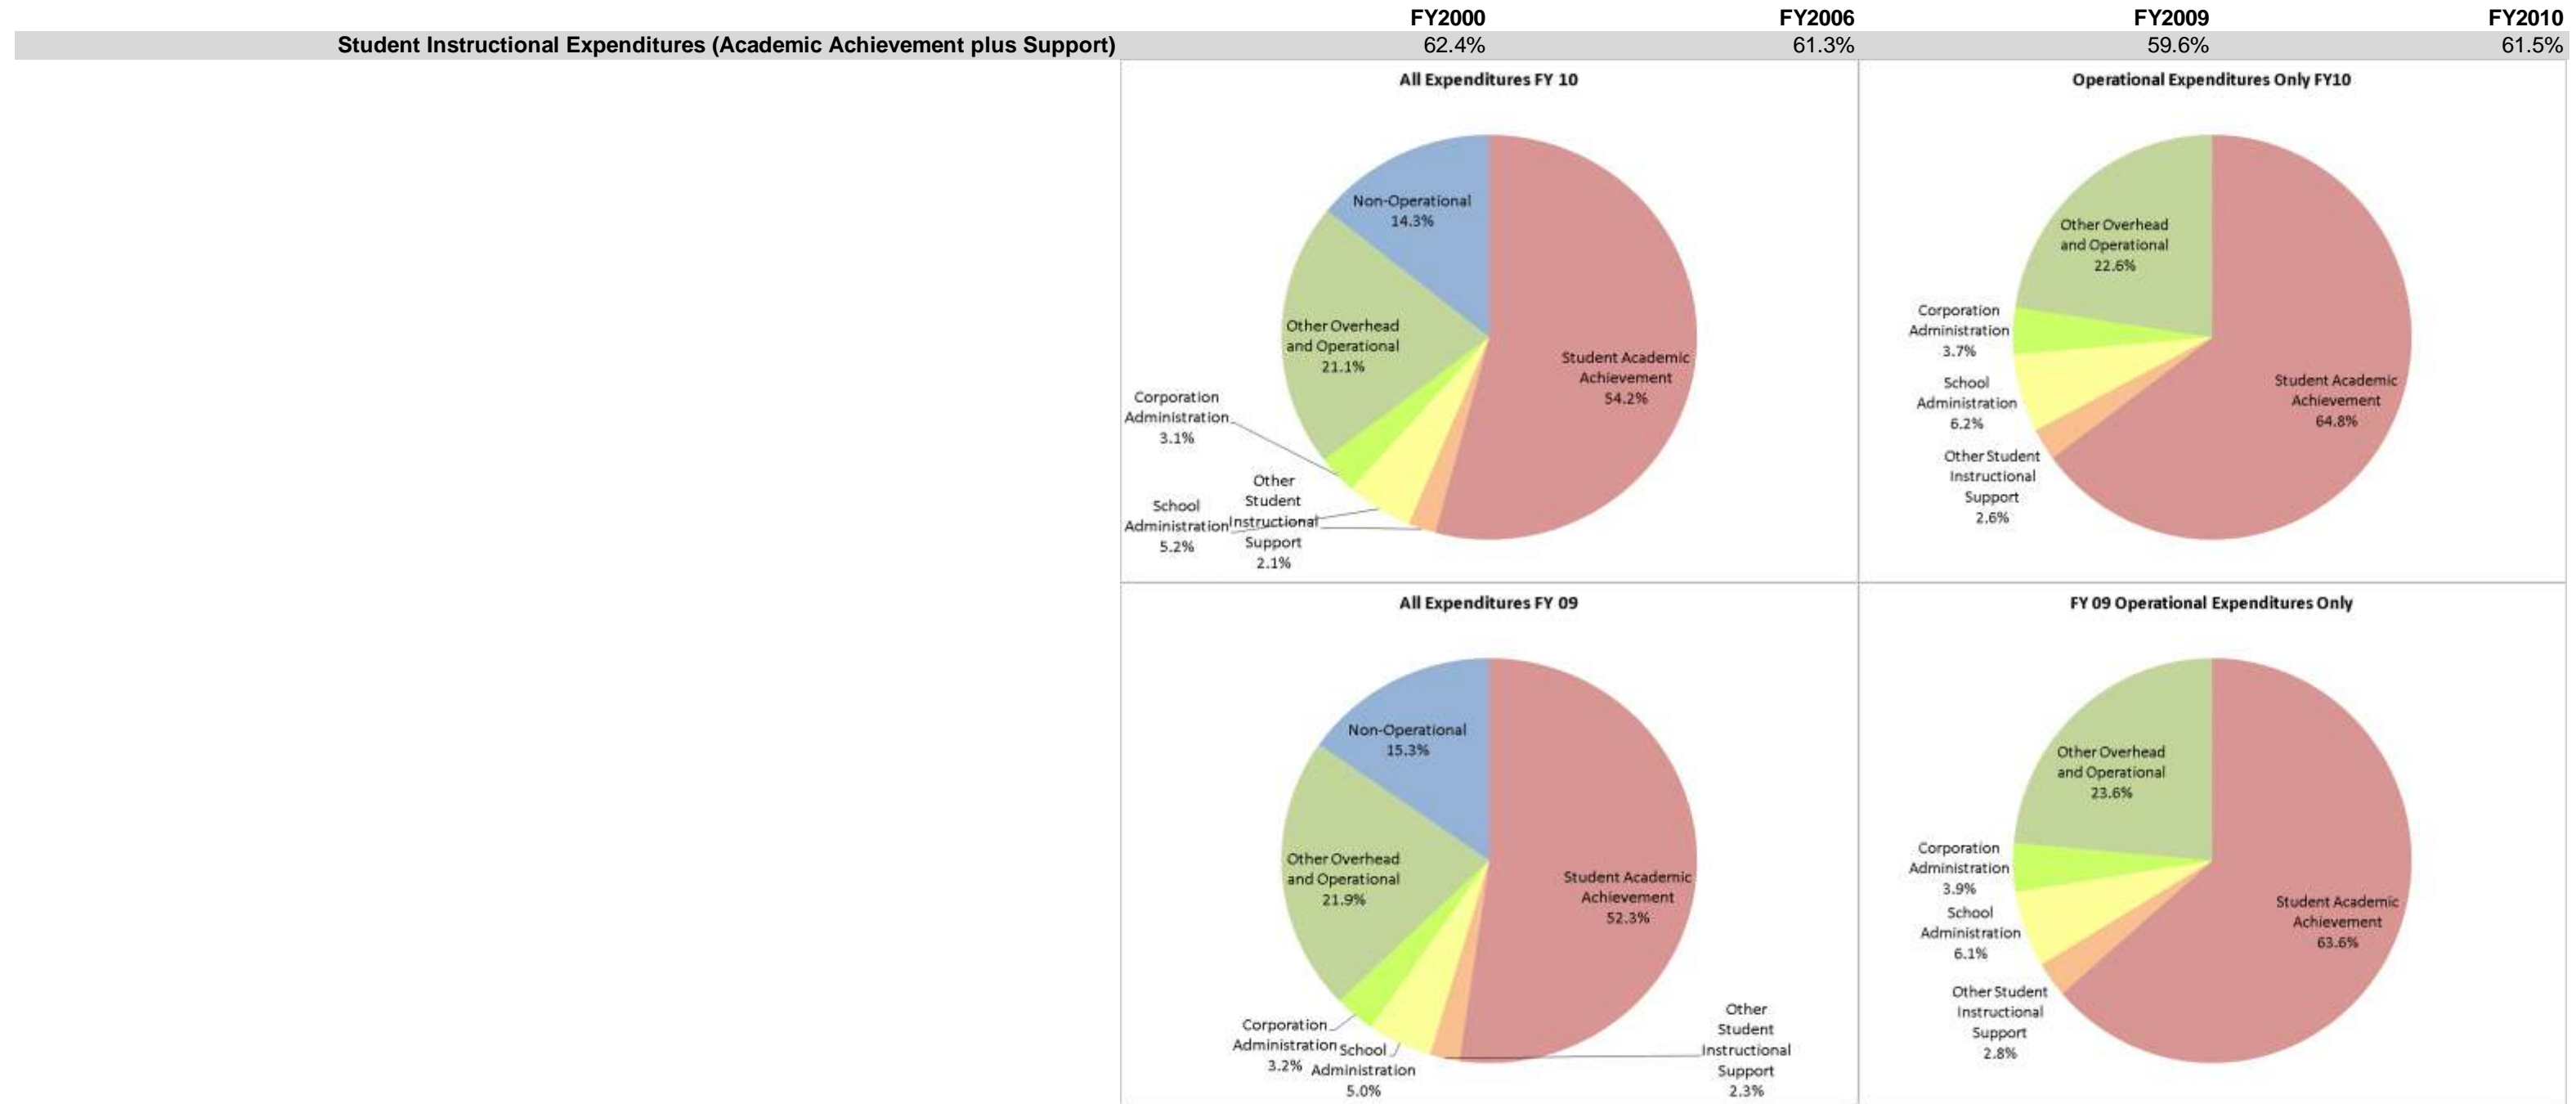 FY2000 FY2006 FY2009 FY2010
Student Instructional Expenditures (Academic Achievement plus Support) 62.4% 61.3% 59.6% 61.5%
All Expenditures FY 10
Non-Operational
14.3%
Other Overhead
and Operational
21.1%
Student Academic
Achievement
54.2%
Corporation
Administration
3.1%
School
Administration
5.2%
Other
Student
Instructional
Support
2.1%
Operational Expenditures Only FY10
Other Overhead
and Operational
22.6%
Corporation
Administration
3.7%
School
Administration
6.2%
Other Student
Instructional
Support
2.6%
Student Academic
Achievement
64.8%
All Expenditures FY 09
Non-Operational
15.3%
Other Overhead
and Operational
21.9%
Student Academic
Achievement
52.3%
Corporation
Administration
3.2%
School
Administration
5.0%
Other
Student
Instructional
Support
2.3%
FY 09 Operational Expenditures Only
Other Overhead
and Operational
23.6%
Corporation
Administration
3.9%
School
Administration
6.1%
Other Student
Instructional
Support
2.8%
Student Academic
Achievement
63.6%